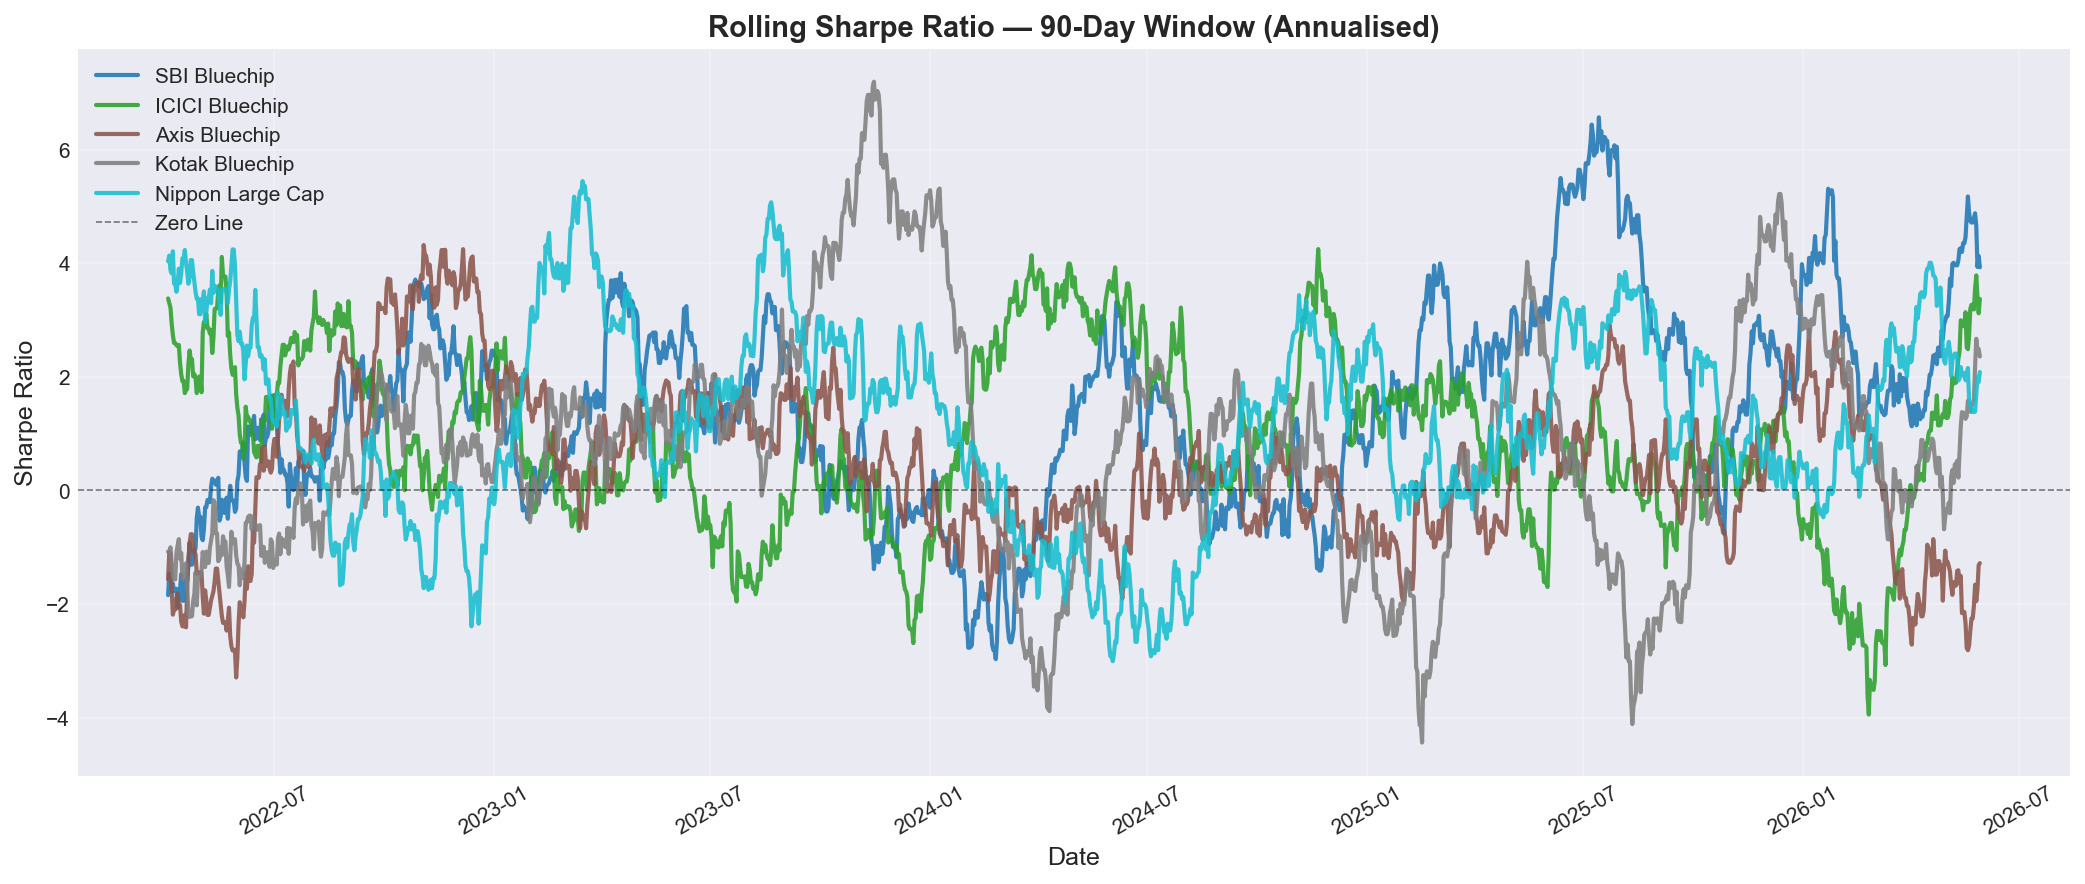 Rolling Sharpe Ratio — 90-Day Window (Annualised)
SBI Bluechip
ICICI Bluechip
Axis Bluechip
Kotak Bluechip
Nippon Large Cap
Zero Line
Sharpe Ratio
6
4
2
0
−2
−4
2022-07
2023-01
2023-07
2024-01
2024-07
2025-01
2025-07
2026-01
2026-07
Date